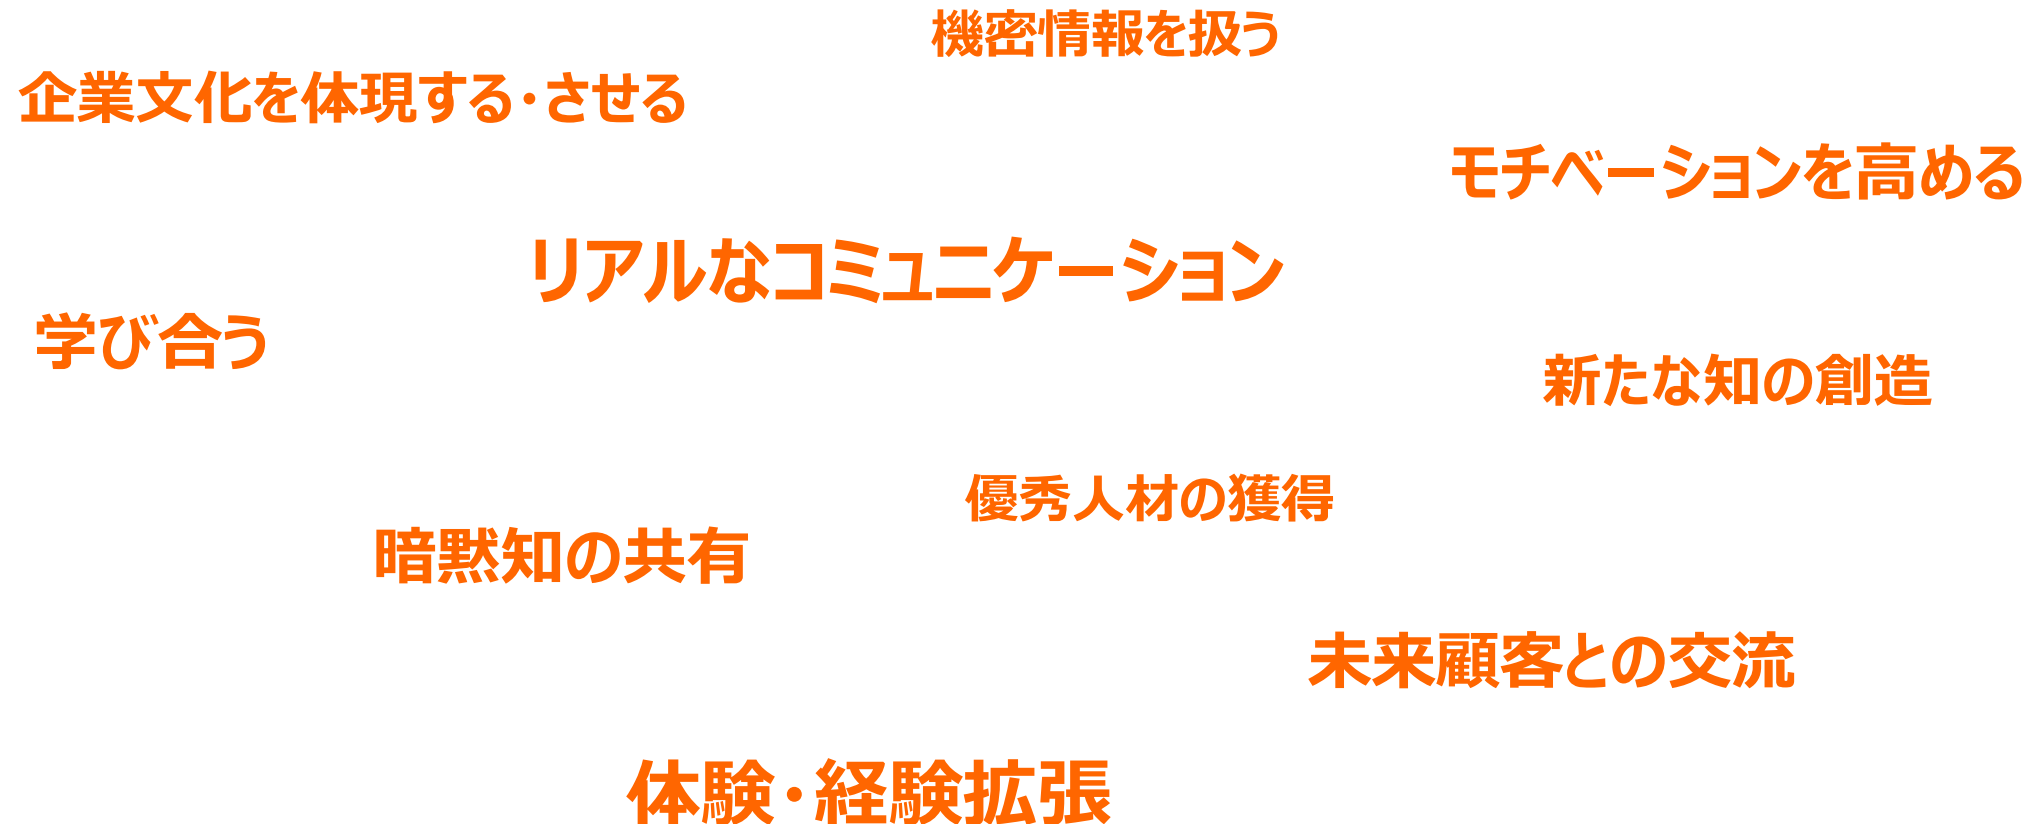 機密情報を扱う
企業文化を体現する・させる
モチベーションを高める
リアルなコミュニケーション
学び合う
新たな知の創造
優秀人材の獲得
暗黙知の共有
未来顧客との交流
体験・経験拡張